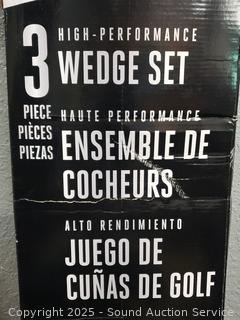 3
PIECE
PIÈCES
PIEZAS
HIGH-PERFORMANCE
WEDGE SET
HAUTE PERFORMANCE
ENSEMBLE DE
COCHEURS
ALTO RENDIMIENTO
JUEGO DE
CUÑAS DE GOLF
Copyright 2025 - Sound Auction Service